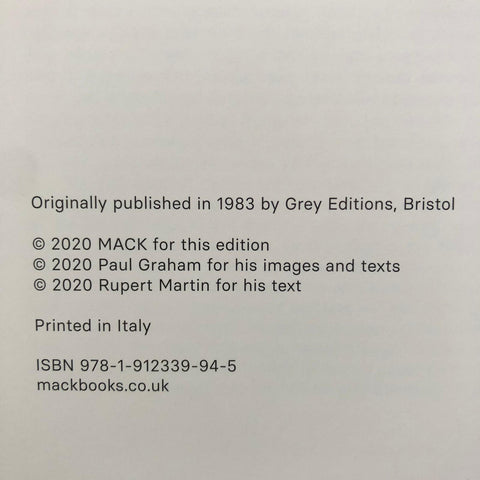 Originally published in 1983 by Grey Editions, Bristol
© 2020 MACK for this edition
© 2020 Paul Graham for his images and texts
© 2020 Rupert Martin for his text
Printed in Italy
ISBN 978-1-912339-94-5
mackbooks.co.uk